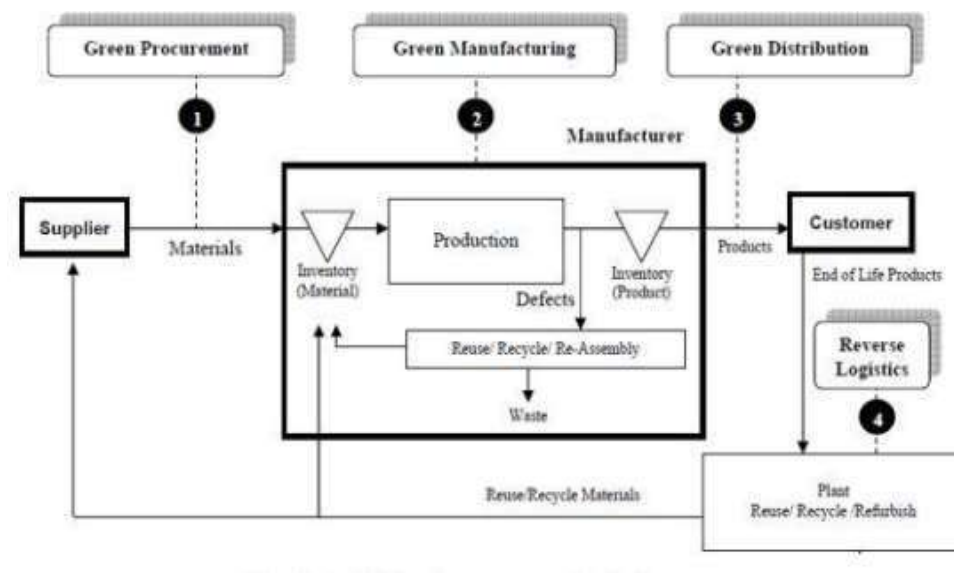 Green Procurement
Green Manufacturing
Green Distribution
1
2
3
Manufacturer
Supplier
Materials
Inventory
(Material)
Production
Defects
Inventory
(Product)
Products
Customer
End of Life Products
Reuse/ Recycle/ Re-Assembly
Waste
Reverse
Logistics
4
Reuse/Recycle Materials
Plant
Reuse/ Recycle /Refurbish